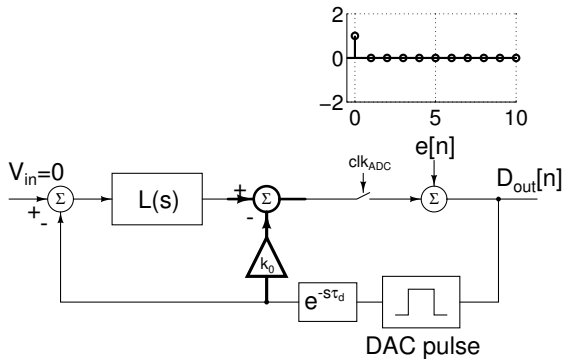 2
0
−2
0 5 10
e[n]
clk_ADC
V_in=0
D_out[n]
Σ
L(s)
Σ
Σ
+
-
+
-
k_0
e^-sτ_d
DAC pulse